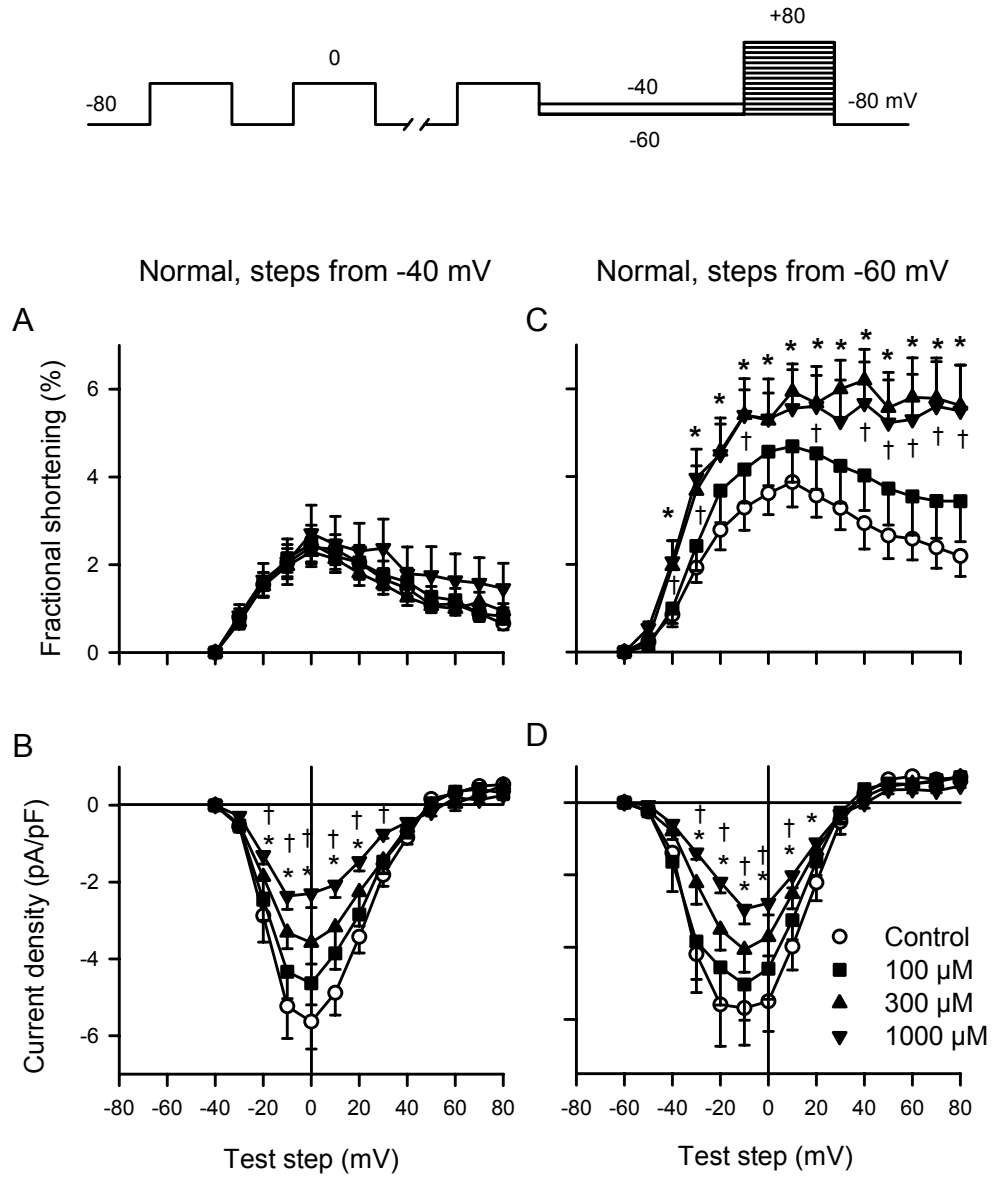 +80
0
-80
-40
-80 mV
-60
Normal, steps from -40 mV
Normal, steps from -60 mV
A
C
Fractional shortening (%)
6
4
2
0
* * * * * * * * * * * * *
† † † † † † † †
B
D
Current density (pA/pF)
0
-2
-4
-6
† † † † † †
* * * * *
† † † † †
* * * * * *
Control
100 µM
300 µM
1000 µM
-80 -60 -40 -20 0 20 40 60 80
-80 -60 -40 -20 0 20 40 60 80
Test step (mV)
Test step (mV)